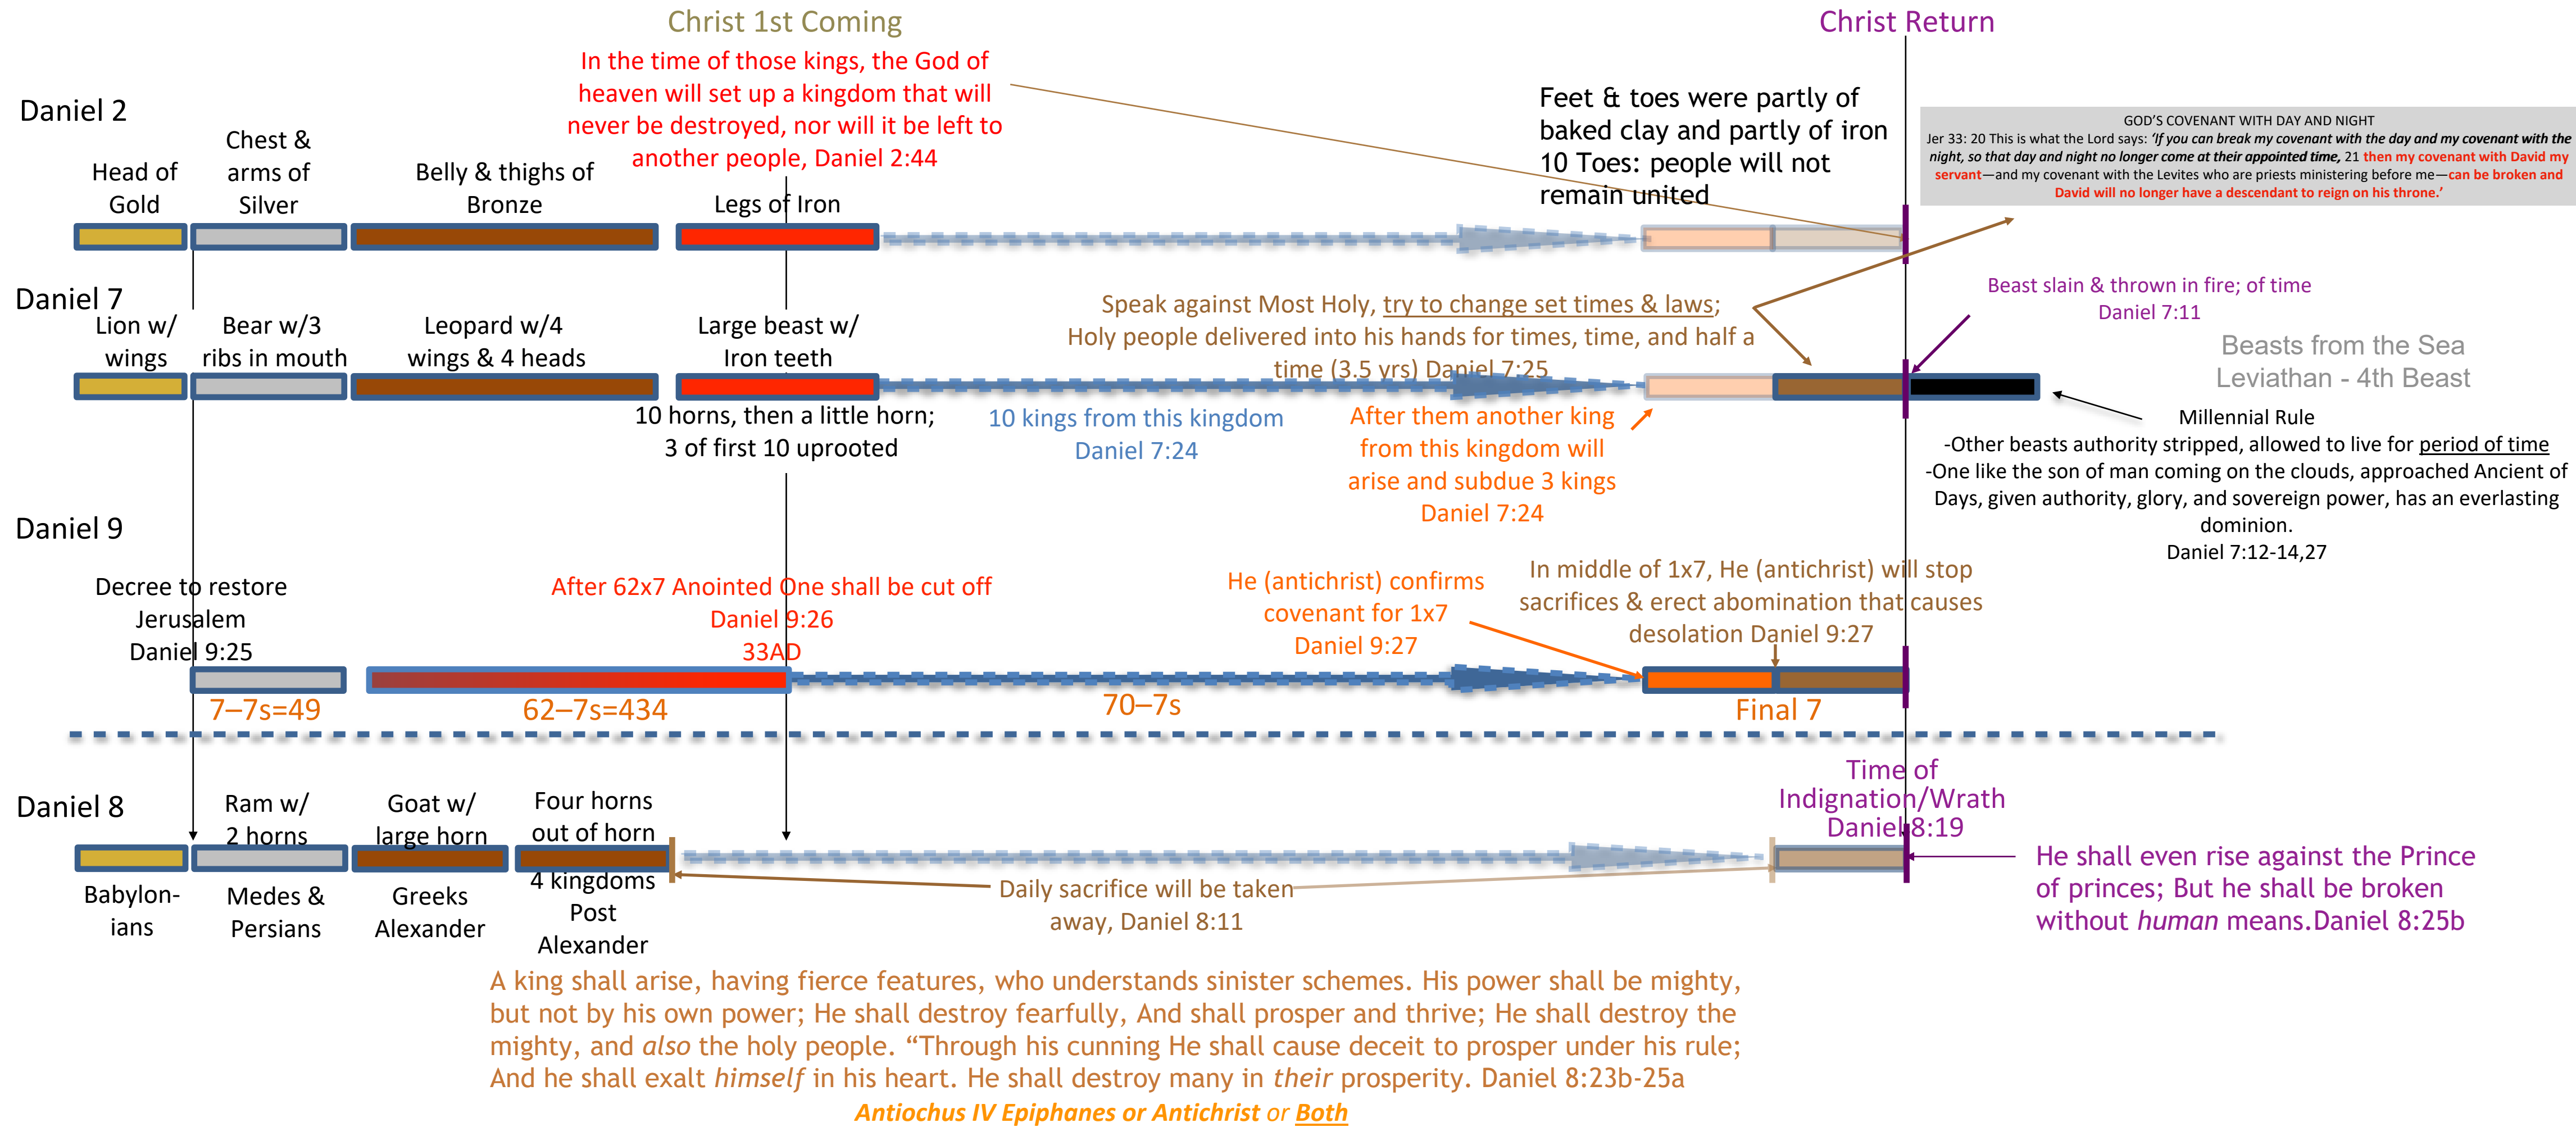 Christ 1st Coming
Christ Return
In the time of those kings, the God of
heaven will set up a kingdom that will
never be destroyed, nor will it be left to
another people, Daniel 2:44
Daniel 2
Head of
Gold
Chest &
arms of
Silver
Belly & thighs of
Bronze
Legs of Iron
Feet & toes were partly of
baked clay and partly of iron
10 Toes: people will not
remain united
GOD'S COVENANT WITH DAY AND NIGHT
Jer 33: 20 This is what the Lord says: ‘If you can break my covenant with the day and my covenant with the
night, so that day and night no longer come at their appointed time, 21 then my covenant with David my
servant—and my covenant with the Levites who are priests ministering before me—can be broken and
David will no longer have a descendant to reign on his throne.’
Daniel 7
Lion w/
wings
Bear w/3
ribs in mouth
Leopard w/4
wings & 4 heads
Large beast w/
Iron teeth
10 horns, then a little horn;
3 of first 10 uprooted
10 kings from this kingdom
Daniel 7:24
Speak against Most Holy, try to change set times & laws;
Holy people delivered into his hands for times, time, and half a
time (3.5 yrs) Daniel 7:25
After them another king
from this kingdom will
arise and subdue 3 kings
Daniel 7:24
Beast slain & thrown in fire; of time
Daniel 7:11
Beasts from the Sea
Leviathan - 4th Beast
Millennial Rule
-Other beasts authority stripped, allowed to live for period of time
-One like the son of man coming on the clouds, approached Ancient of
Days, given authority, glory, and sovereign power, has an everlasting
dominion.
Daniel 7:12-14,27
Daniel 9
Decree to restore
Jerusalem
Daniel 9:25
After 62x7 Anointed One shall be cut off
Daniel 9:26
33AD
He (antichrist) confirms
covenant for 1x7
Daniel 9:27
In middle of 1x7, He (antichrist) will stop
sacrifices & erect abomination that causes
desolation Daniel 9:27
7–7s=49
62–7s=434
70–7s
Final 7
Daniel 8
Ram w/
2 horns
Goat w/
large horn
Four horns
out of horn
Time of
Indignation/Wrath
Daniel 8:19
Babylon-
ians
Medes &
Persians
Greeks
Alexander
4 kingdoms
Post
Alexander
Daily sacrifice will be taken
away, Daniel 8:11
He shall even rise against the Prince
of princes; But he shall be broken
without human means.Daniel 8:25b
A king shall arise, having fierce features, who understands sinister schemes. His power shall be mighty,
but not by his own power; He shall destroy fearfully, And shall prosper and thrive; He shall destroy the
mighty, and also the holy people. “Through his cunning He shall cause deceit to prosper under his rule;
And he shall exalt himself in his heart. He shall destroy many in their prosperity. Daniel 8:23b-25a
Antiochus IV Epiphanes or Antichrist or Both